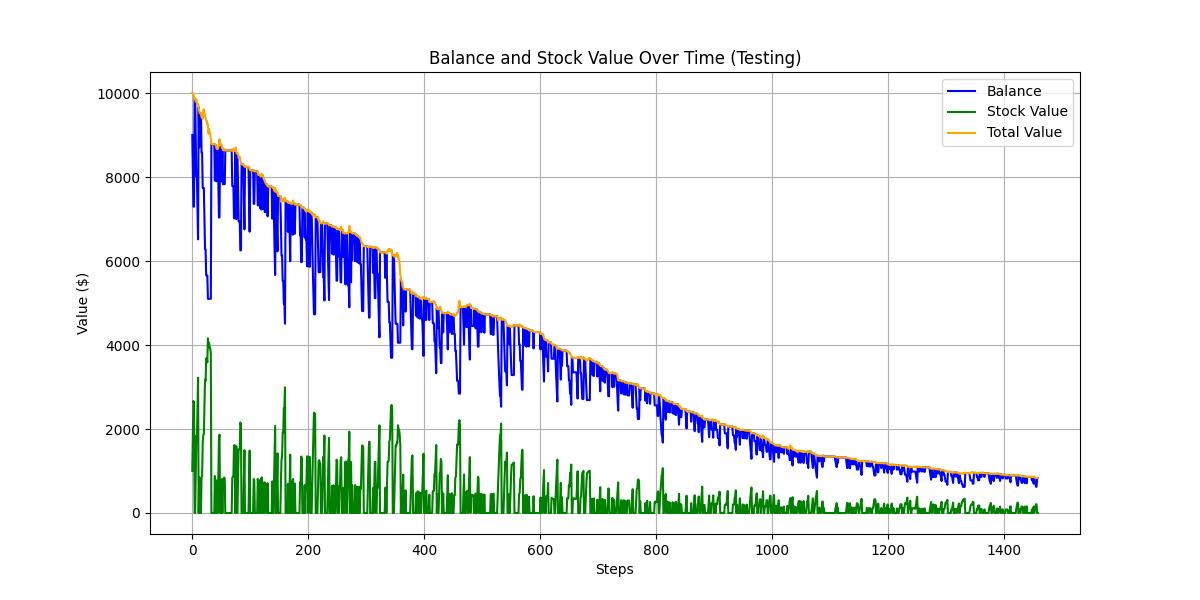 Balance and Stock Value Over Time (Testing)
Value ($)
10000
8000
6000
4000
2000
0
Balance
Stock Value
Total Value
0 200 400 600 800 1000 1200 1400
Steps